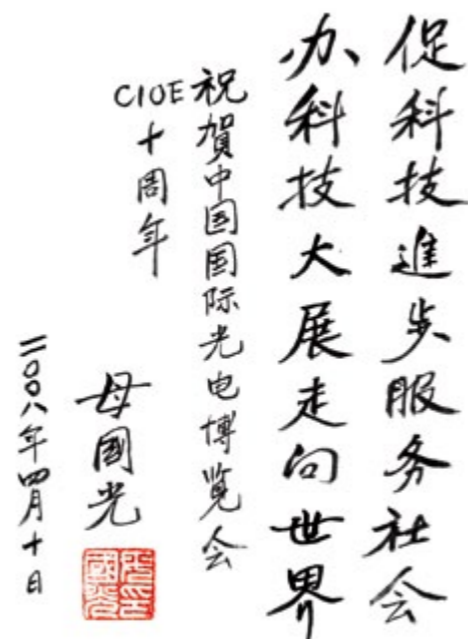 促科技進步服务社会
办科技大展走向世界
祝賀中国国际光电博览会
CIOE十周年
母國光
二〇〇八年四月十日